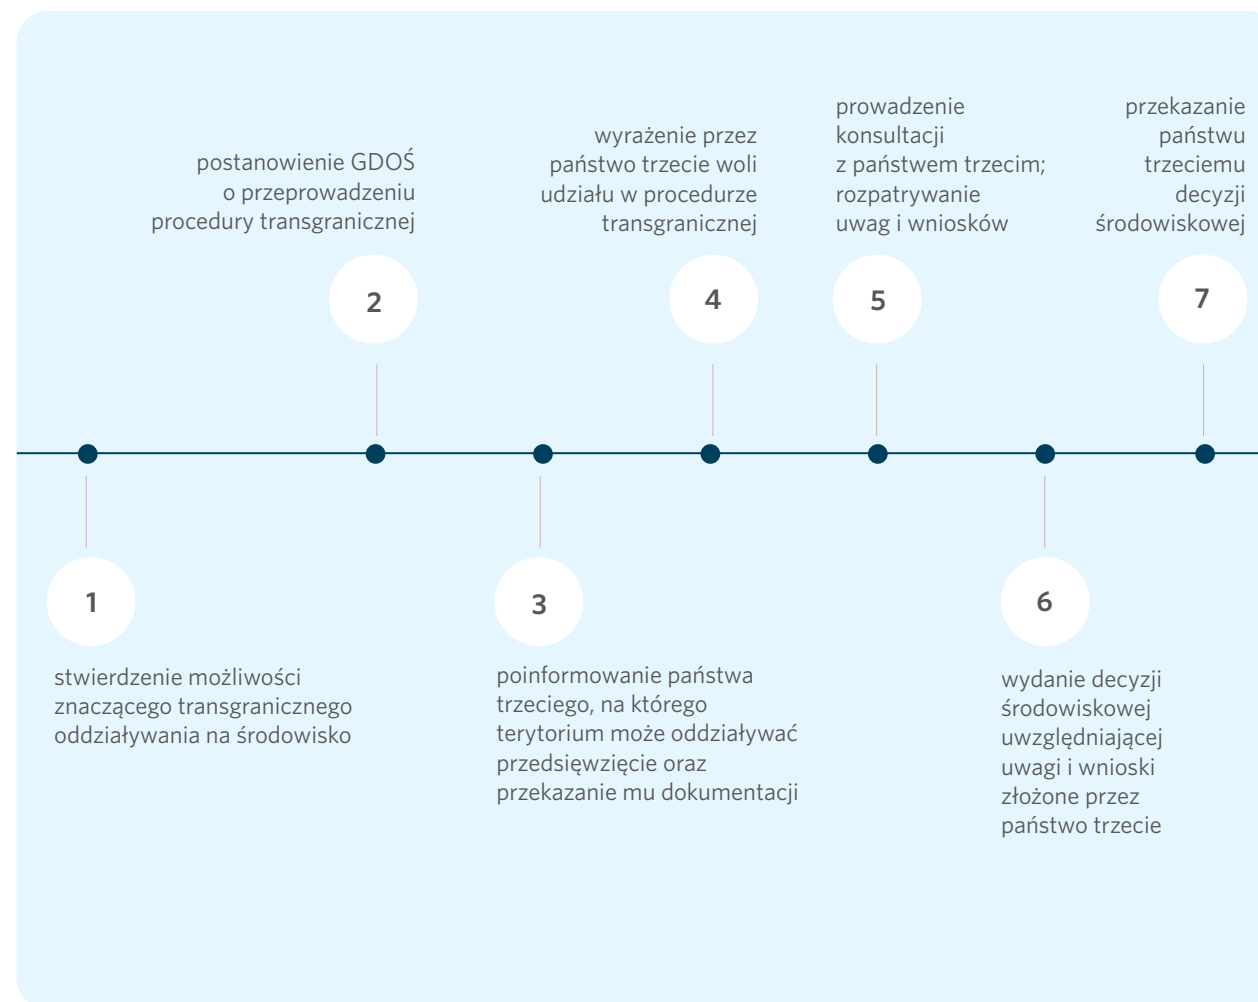 1
stwierdzenie możliwości
znaczącego transgranicznego
oddziaływania na środowisko
postanowienie GDOŚ
o przeprowadzeniu
procedury transgranicznej
2
3
poinformowanie państwa
trzeciego, na którego
terytorium może oddziaływać
przedsięwzięcie oraz
przekazanie mu dokumentacji
wyrażenie przez
państwo trzecie woli
udziału w procedurze
transgranicznej
4
prowadzenie
konsultacji
z państwem trzecim;
rozpatrywanie
uwag i wniosków
5
6
wydanie decyzji
środowiskowej
uwzględniającej
uwagi i wnioski
złożone przez
państwo trzecie
przekazanie
państwu
trzeciemu
decyzji
środowiskowej
7